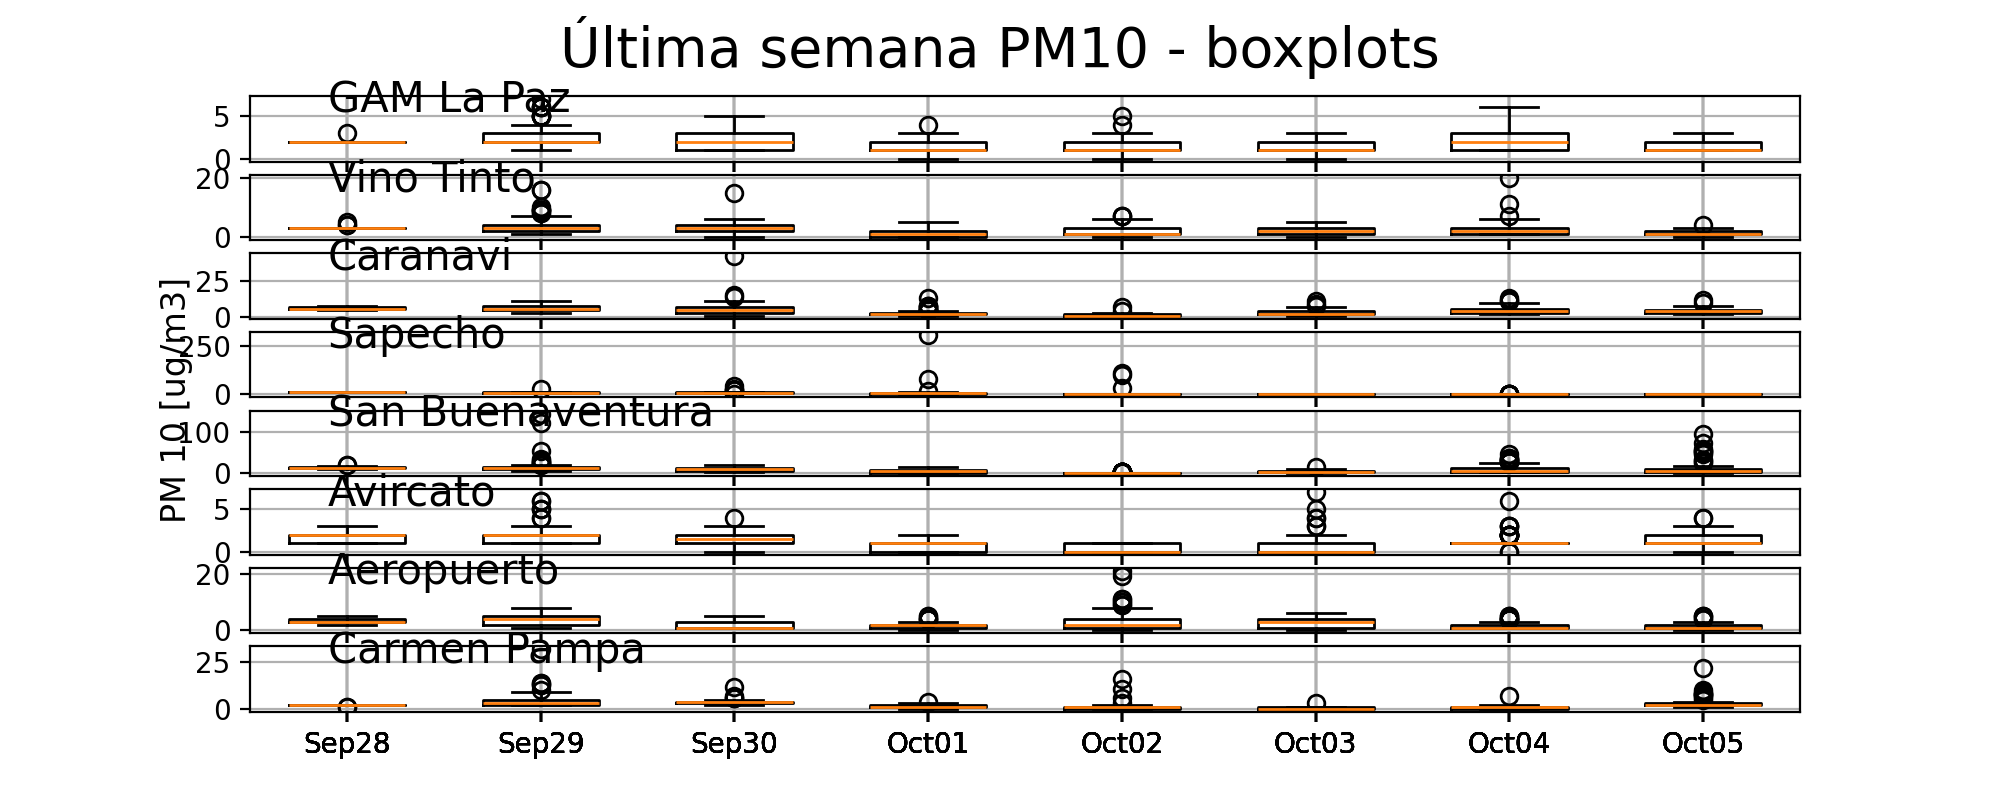 Última semana PM10 - boxplots
GAM La Paz
5
0
Vino Tinto
20
0
Caranavi
25
0
Sapecho
250
0
San Buenaventura
100
0
Avircato
5
0
Aeropuerto
20
0
Carmen Pampa
25
0
PM 10 [ug/m3]
Sep28 Sep29 Sep30 Oct01 Oct02 Oct03 Oct04 Oct05